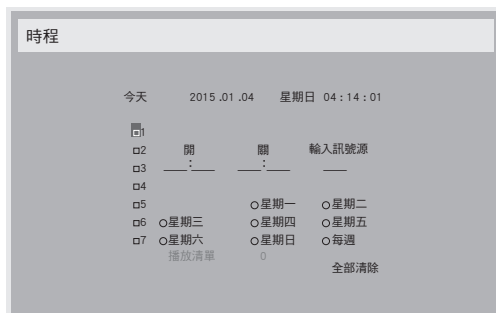 時程
今天 2015 .01 .04 星期日 04 : 14 : 01
1
2 開 關 輸入訊號源
3 __:__ __:__ __
4
5 星期一 星期二
6 星期三 星期四 星期五
7 星期六 星期日 每週
播放清單 0
全部清除